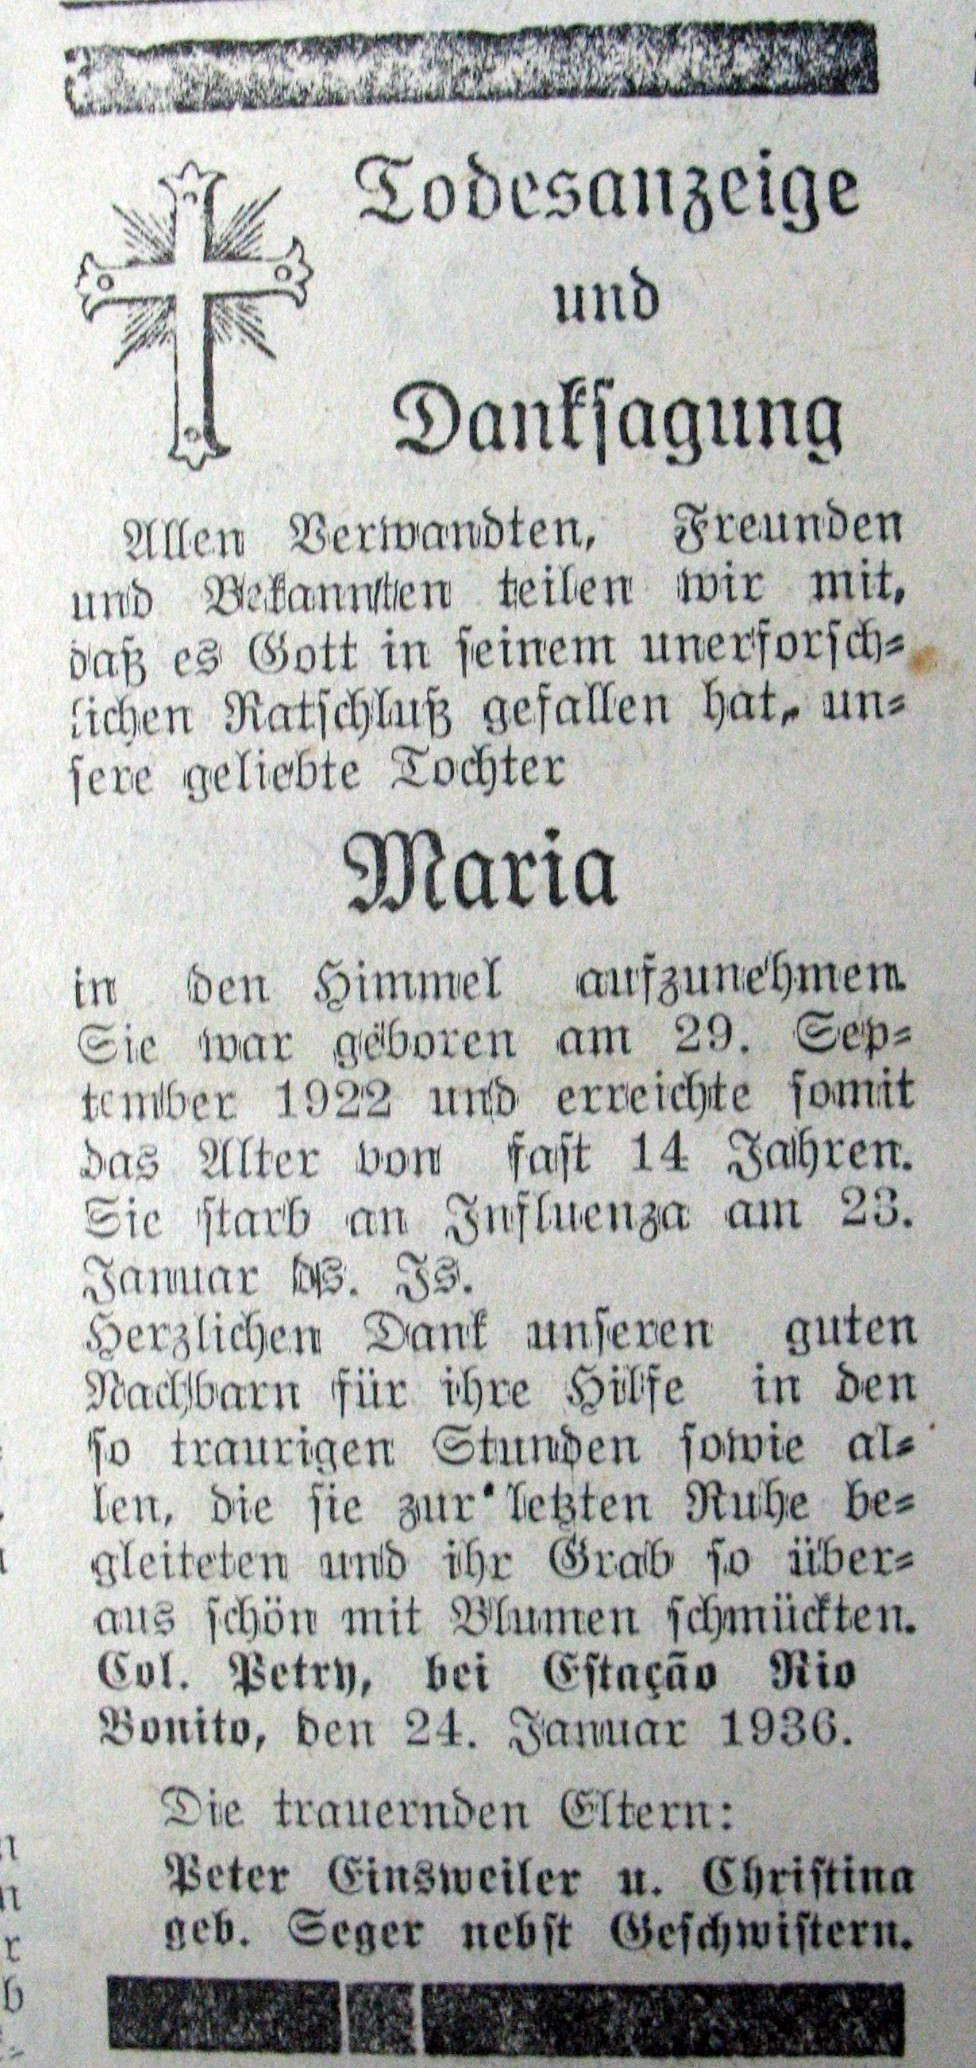 Todesanzeige
und
Danksagung
Allen Verwandten, Freunden
und Bekannten teilen wir mit,
daß es Gott in seinem unerforsch-
lichen Ratschluß gefallen hat, un-
sere geliebte Tochter
Maria
in den Himmel aufzunehmen.
Sie war geboren am 29. Sep-
tember 1922 und erreichte somit
das Alter von fast 14 Jahren.
Sie starb an Influenza am 23.
Januar ds. Js.
Herzlichen Dank unseren guten
Nachbarn für ihre Hilfe in den
so traurigen Stunden sowie al-
len, die sie zur letzten Ruhe be-
gleiteten und ihr Grab so über-
aus schön mit Blumen schmückten.
Col. Petry, bei Estação Rio
Bonito, den 24. Januar 1936.
Die trauernden Eltern:
Peter Einsweiler u. Christina
geb. Seger nebst Geschwistern.